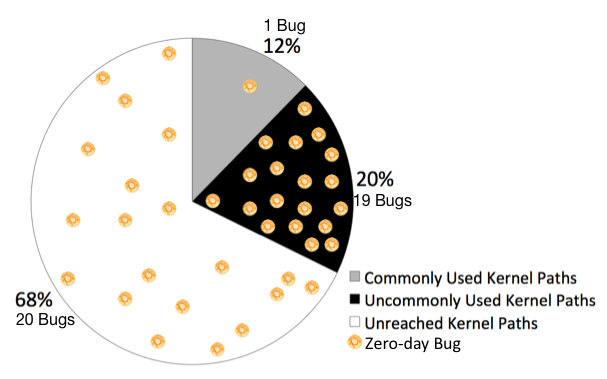 1 Bug
12%
20%
19 Bugs
68%
20 Bugs
Commonly Used Kernel Paths
Uncommonly Used Kernel Paths
Unreached Kernel Paths
Zero-day Bug